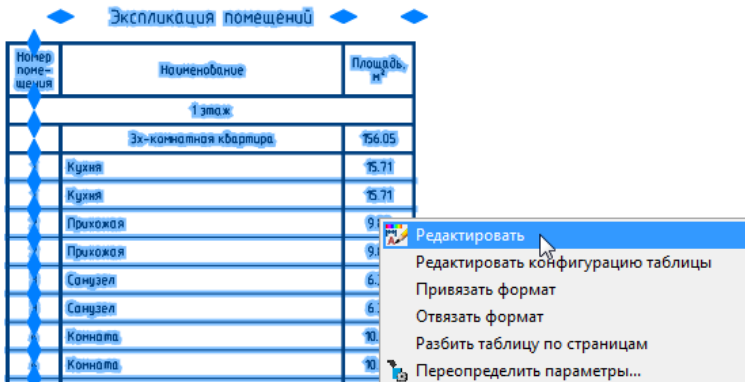 Экспликация помещений
Номер
поме-
щения
Наименование
Площадь,
м²
1 этаж
3х-комнатная квартира 156.05
Кухня 15.71
Кухня 15.71
Прихожая
Прихожая
Санузел
Санузел
Комната
Комната
Редактировать
Редактировать конфигурацию таблицы
Привязать формат
Отвязать формат
Разбить таблицу по страницам
Переопределить параметры...